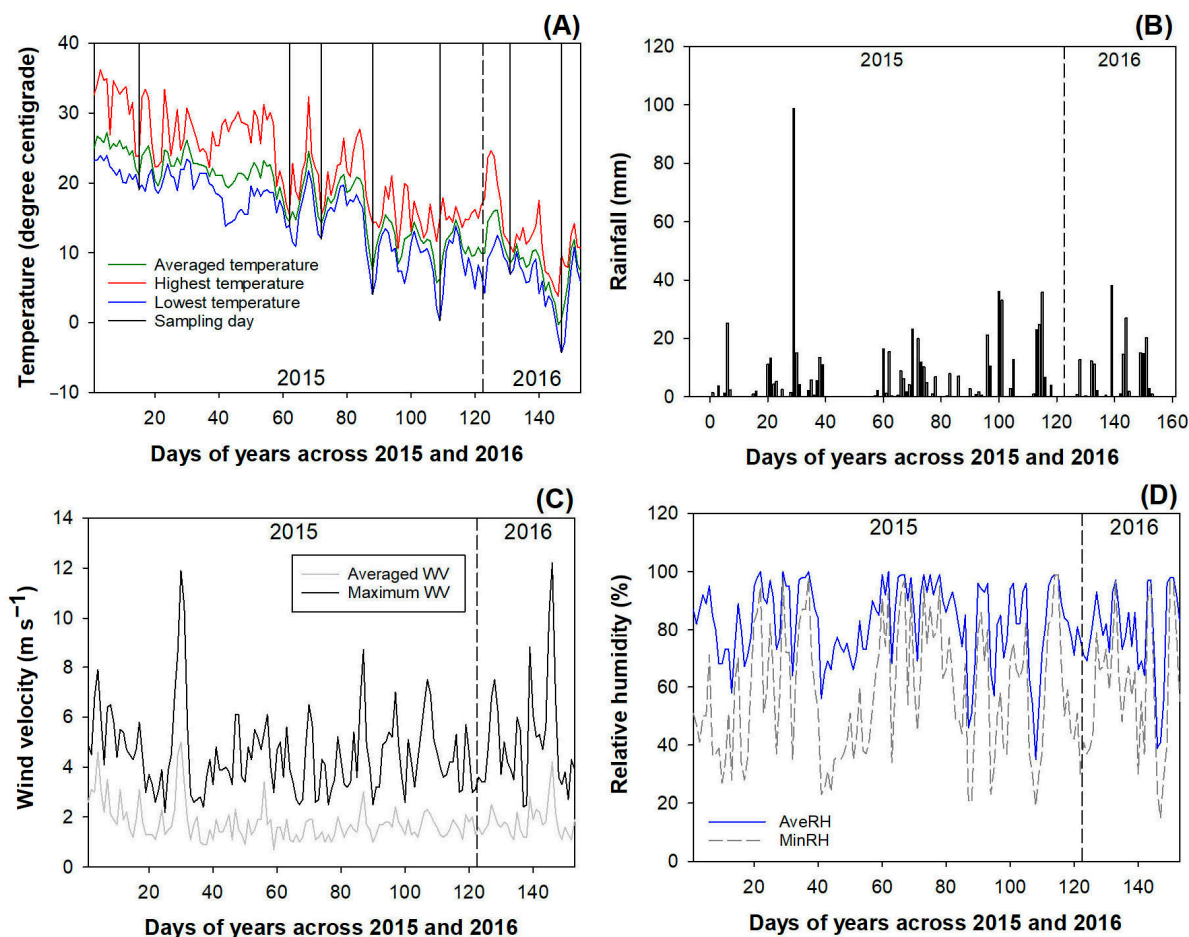 (A)
Temperature (degree centigrade)
40
30
20
10
0
−10
Averaged temperature
Highest temperature
Lowest temperature
Sampling day
2015
2016
20 40 60 80 100 120 140
Days of years across 2015 and 2016
(B)
Rainfall (mm)
120
100
80
60
40
20
0
2015
2016
0 20 40 60 80 100 120 140 160
Days of years across 2015 and 2016
(C)
Wind velocity (m s⁻¹)
14
12
10
8
6
4
2
0
2015
2016
Averaged WV
Maximum WV
20 40 60 80 100 120 140
Days of years across 2015 and 2016
(D)
Relative humidity (%)
120
100
80
60
40
20
0
2015
2016
AveRH
MinRH
20 40 60 80 100 120 140
Days of years across 2015 and 2016